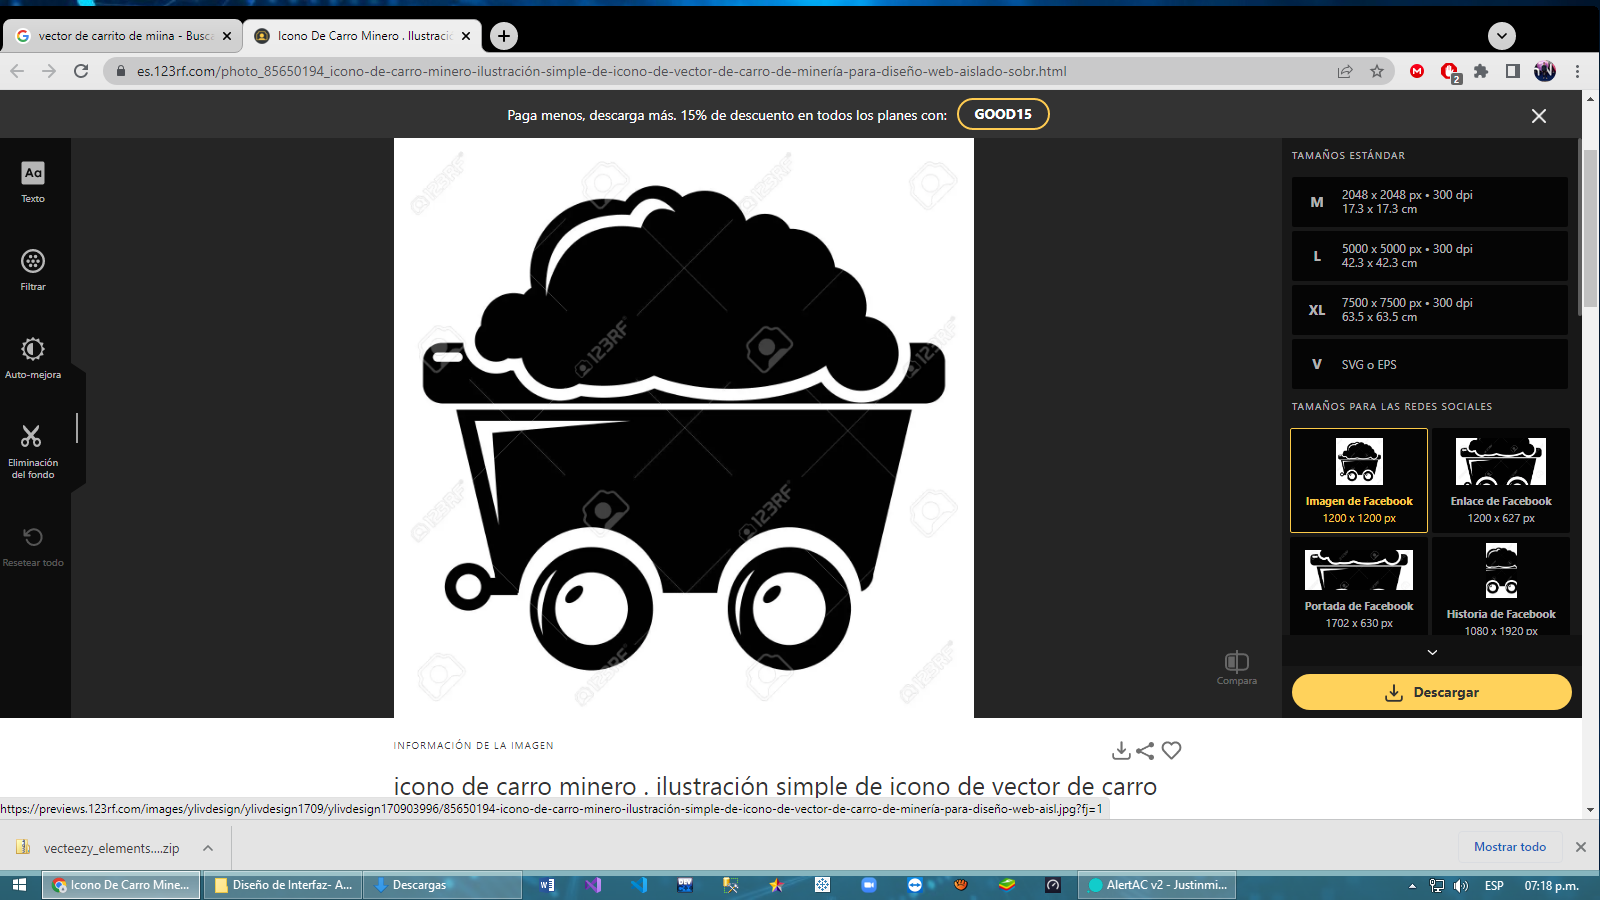 vector de carrito de miina - Busca
Icono De Carro Minero . Ilustració
es.123rf.com/photo_85650194_icono-de-carro-minero-ilustración-simple-de-icono-de-vector-de-carro-de-minería-para-diseño-web-aislado-sobr.html
2
Paga menos, descarga más. 15% de descuento en todos los planes con:
GOOD15
Aa
Texto
Filtrar
Auto-mejora
Eliminación
del fondo
Resetear todo
123RF
123RF
123RF
123RF
123RF
123RF
123RF
123RF
Compara
TAMAÑOS ESTÁNDAR
M
2048 x 2048 px • 300 dpi
17.3 x 17.3 cm
L
5000 x 5000 px • 300 dpi
42.3 x 42.3 cm
XL
7500 x 7500 px • 300 dpi
63.5 x 63.5 cm
V
SVG o EPS
TAMAÑOS PARA LAS REDES SOCIALES
Imagen de Facebook
1200 x 1200 px
Enlace de Facebook
1200 x 627 px
Portada de Facebook
1702 x 630 px
Historia de Facebook
1080 x 1920 px
Descargar
INFORMACIÓN DE LA IMAGEN
icono de carro minero . ilustración simple de icono de vector de carro
https://previews.123rf.com/images/ylivdesign/ylivdesign1709/ylivdesign170903996/85650194-icono-de-carro-minero-ilustración-simple-de-icono-de-vector-de-carro-de-minería-para-diseño-web-aisl.jpg?fj=1
vecteezy_elements....zip
Mostrar todo
Icono De Carro Mine...
Diseño de Interfaz- A...
Descargas
AlertAC v2 - Justinmi...
ESP
07:18 p.m.